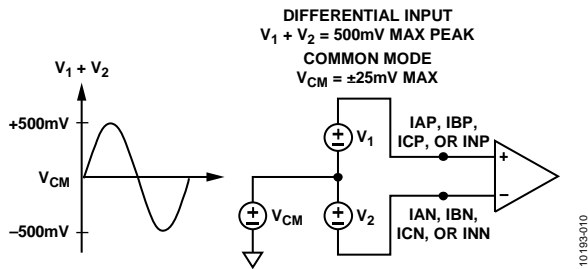 DIFFERENTIAL INPUT
V1 + V2 = 500mV MAX PEAK
COMMON MODE
VCM = ±25mV MAX
V1 + V2
+500mV
VCM
–500mV
V1
IAP, IBP,
ICP, OR INP
+
–
VCM
V2
IAN, IBN,
ICN, OR INN
10193-010